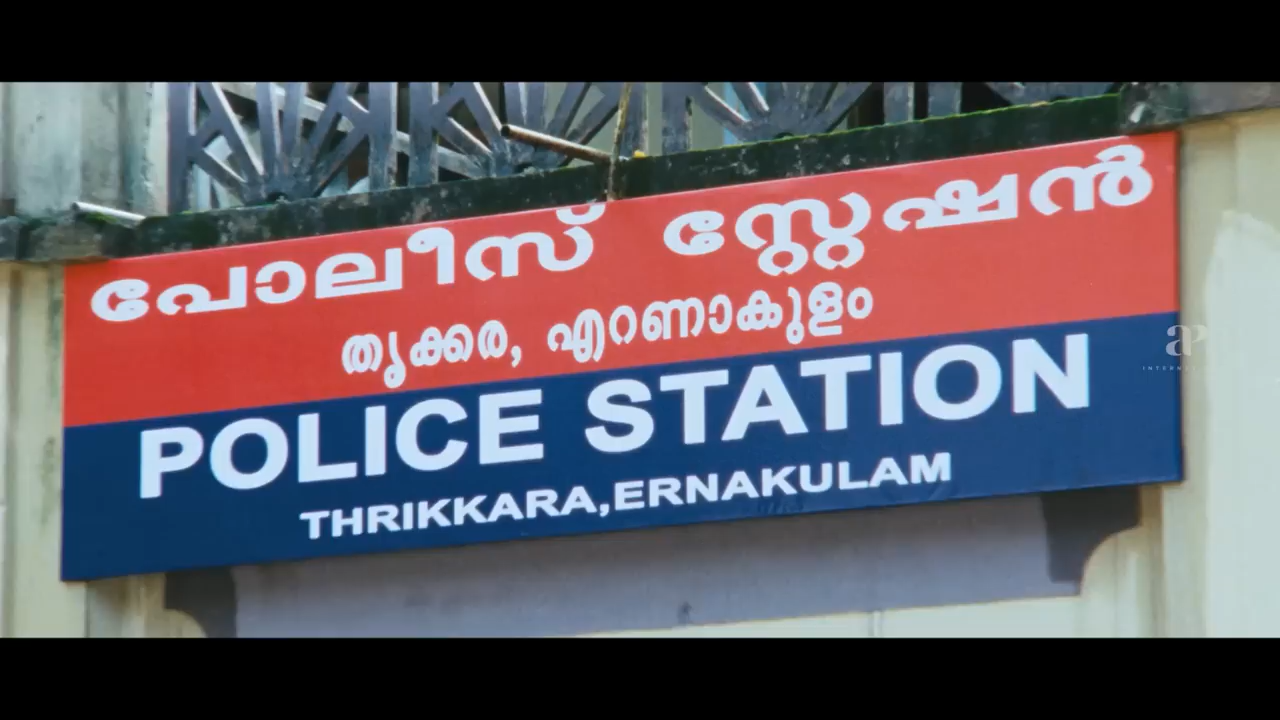 പോലീസ് സ്റ്റേഷൻ
തൃക്കര, എറണാകുളം
POLICE STATION
THRIKKARA,ERNAKULAM